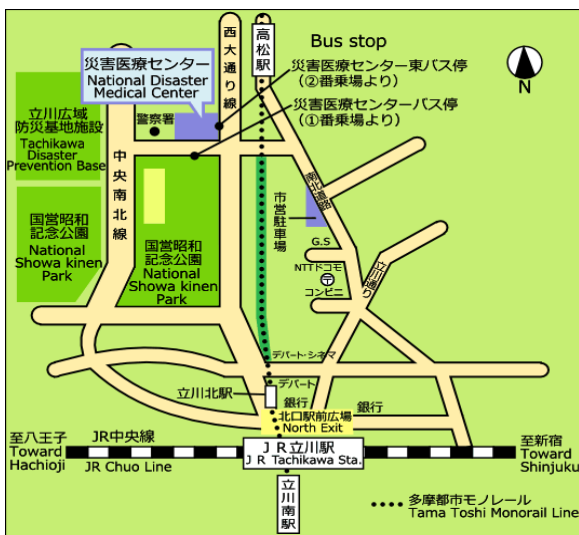 西大通り線
高松駅
Bus stop
災害医療センター
National Disaster
Medical Center
災害医療センター東バス停
(②番乗場より)
N
立川広域
防災基地施設
Tachikawa
Disaster
Prevention Base
警察署
災害医療センターバス停
(①番乗場より)
中央南北線
南北道路
市営駐車場
国営昭和
記念公園
National
Showa kinen
Park
国営昭和
記念公園
National
Showa kinen
Park
G.S
NTTドコモ
コンビニ
立川通り
デパート・シネマ
立川北駅
デパート
銀行
銀行
北口駅前広場
North Exit
至八王子
Toward
Hachioji
JR中央線
JR Chuo Line
JR立川駅
JR Tachikawa Sta.
至新宿
Toward
Shinjuku
立川南駅
多摩都市モノレール
Tama Toshi Monorail Line